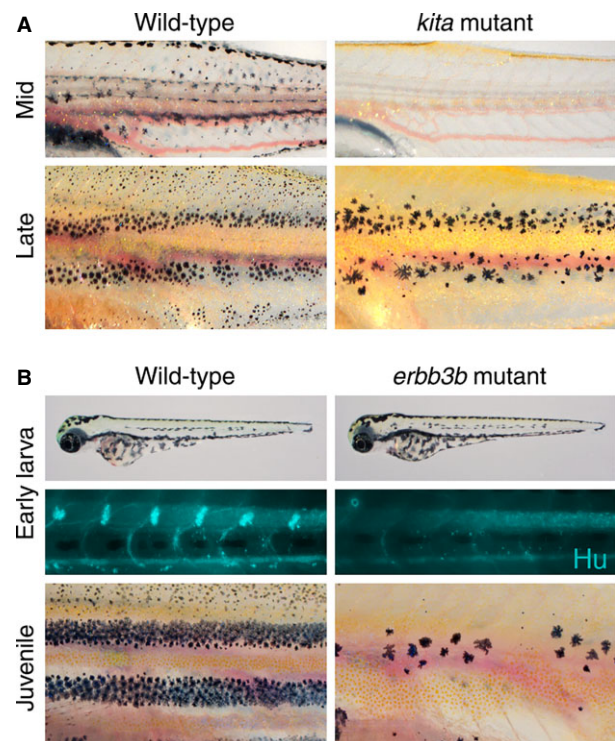 A
Wild-type
kita mutant
Mid
Late
B
Wild-type
erbb3b mutant
Early larva
Hu
Juvenile